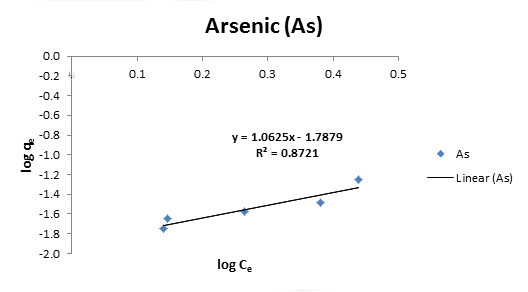 Arsenic (As)
0.0
-0.2
-0.4
-0.6
-0.8
-1.0
-1.2
-1.4
-1.6
-1.8
-2.0
0.1 0.2 0.3 0.4 0.5
log qe
y = 1.0625x - 1.7879
R² = 0.8721
As
Linear (As)
log Ce